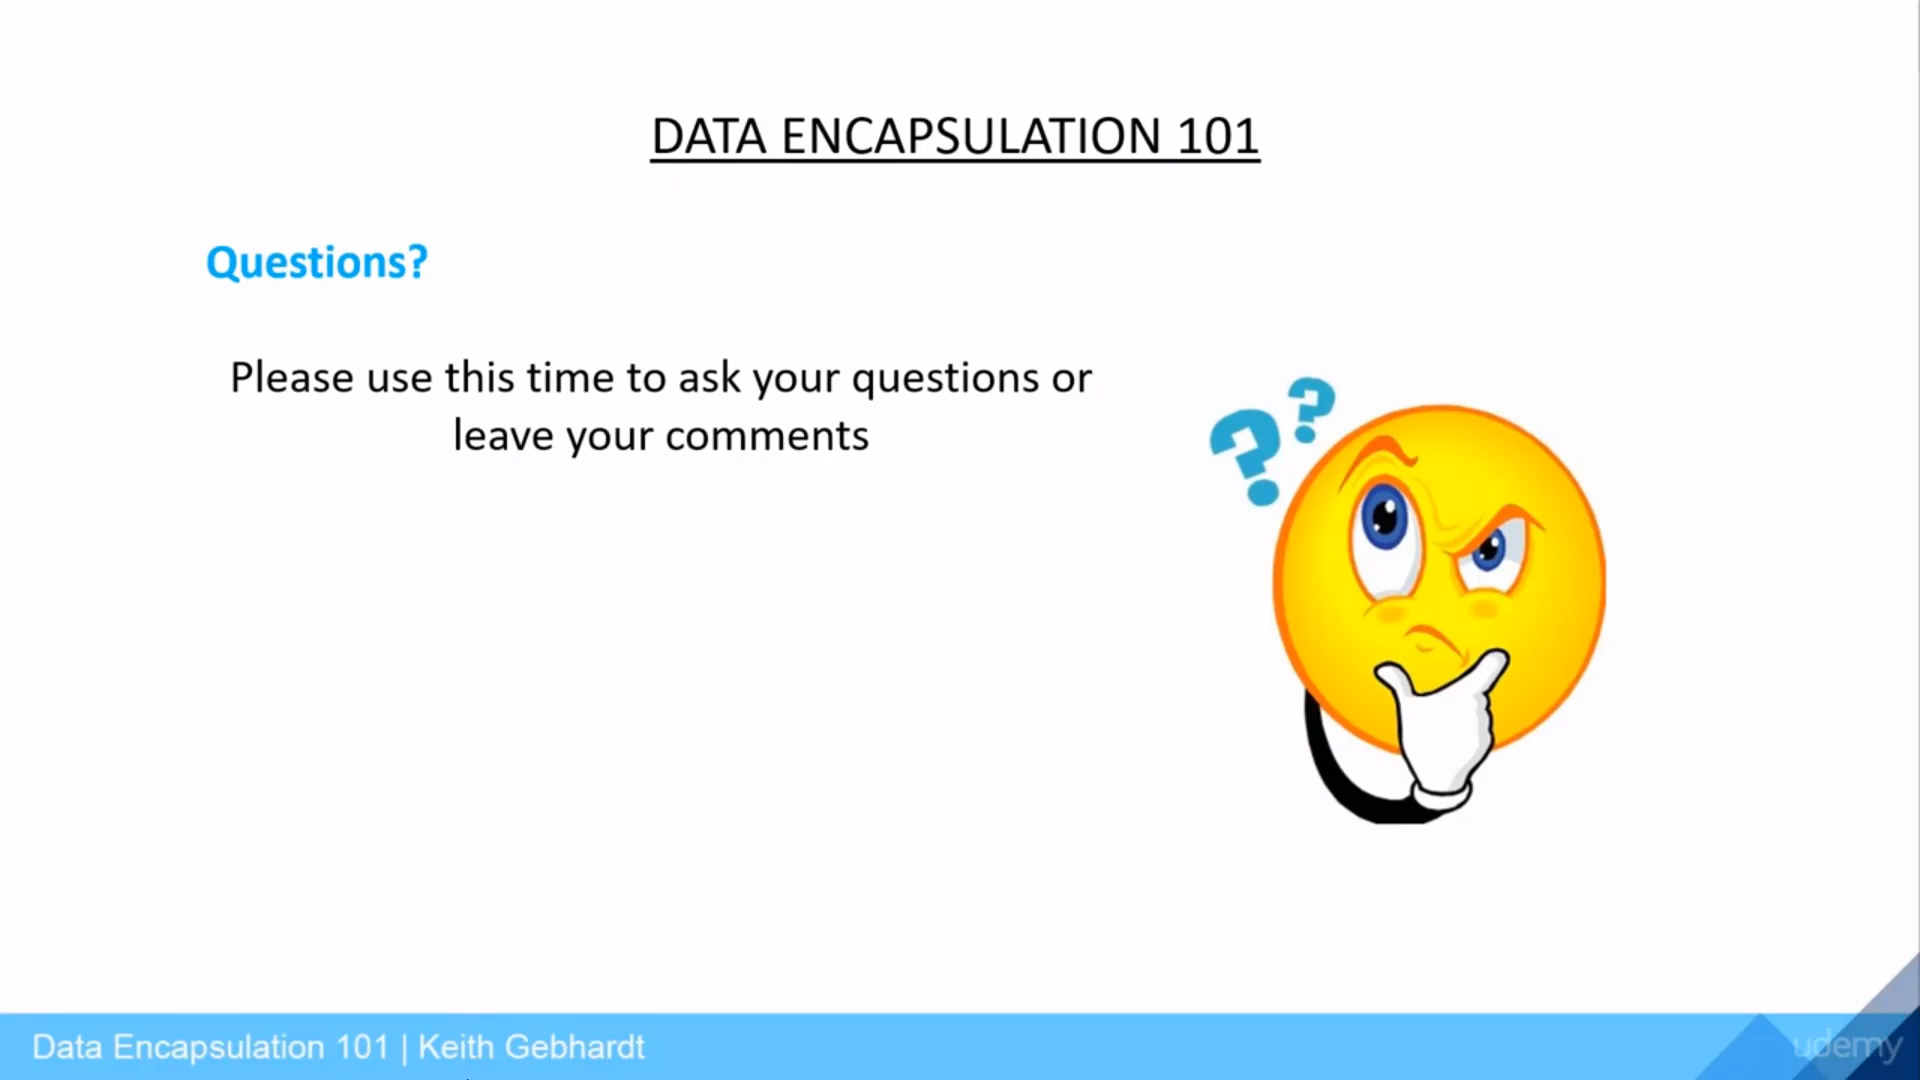 DATA ENCAPSULATION 101
Questions?
Please use this time to ask your questions or
leave your comments
? ?
Data Encapsulation 101 | Keith Gebhardt
udemy